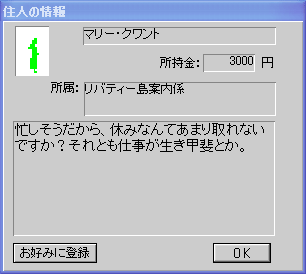 住人の情報
マリー・クワント
所持金： 3000 円
所属： リバティー島案内係
忙しそうだから、休みなんてあまり取れない
ですか？それとも仕事が生き甲斐とか。
お好みに登録 OK